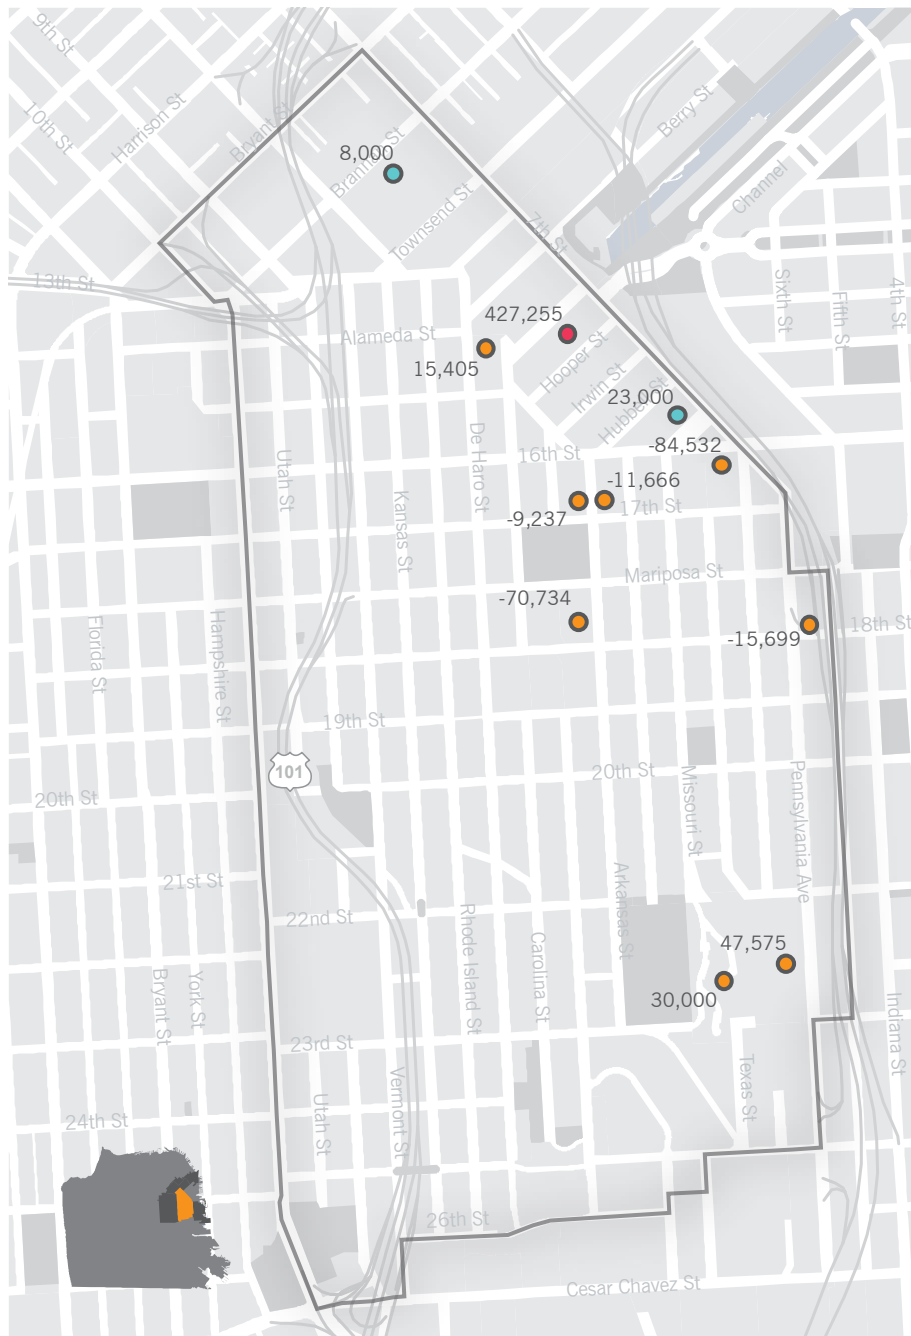 9th St
10th St
Harrison St
Bryant St
Berry St
8,000
Brannan St
Channel
Townsend St
7th St
13th St
Sixth St
Fifth St
4th St
427,255
Alameda St
15,405
Hooper St
Irwin St
23,000
Hubbell St
-84,532
16th St
Utah St
De Haro St
-11,666
Kansas St
17th St
-9,237
Mariposa St
-70,734
18th St
-15,699
Florida St
Hampshire St
19th St
101
20th St
20th St
Missouri St
Pennsylvania Ave
21st St
22nd St
Arkansas St
Rhode Island St
Carolina St
47,575
30,000
Bryant St
York St
Indiana St
23rd St
Vermont St
Texas St
Utah St
24th St
26th St
Cesar Chavez St